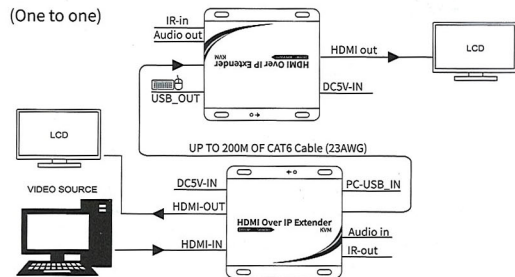 (One to one)
IR-in
Audio out
HDMI Over IP Extender
KVM
HDMI out
LCD
USB_OUT
DC5V-IN
LCD
UP TO 200M OF CAT6 Cable (23AWG)
VIDEO SOURCE
DC5V-IN
PC-USB_IN
HDMI-OUT
HDMI Over IP Extender
KVM
Audio in
HDMI-IN
IR-out